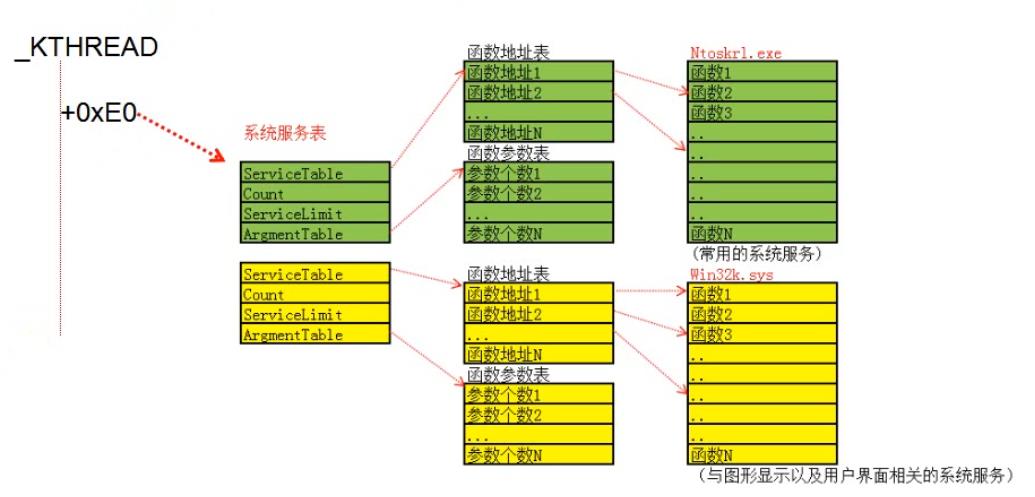 _KTHREAD
+0xE0
系统服务表
ServiceTable
Count
ServiceLimit
ArgmentTable
函数地址表
函数地址1
函数地址2
...
函数地址N
函数参数表
参数个数1
参数个数2
...
参数个数N
Ntoskrl.exe
函数1
函数2
函数3
..
..
..
..
..
函数N
(常用的系统服务)
ServiceTable
Count
ServiceLimit
ArgmentTable
函数地址表
函数地址1
函数地址2
...
函数地址N
函数参数表
参数个数1
参数个数2
...
参数个数N
Win32k.sys
函数1
函数2
函数3
..
..
..
..
..
函数N
(与图形显示以及用户界面相关的系统服务)